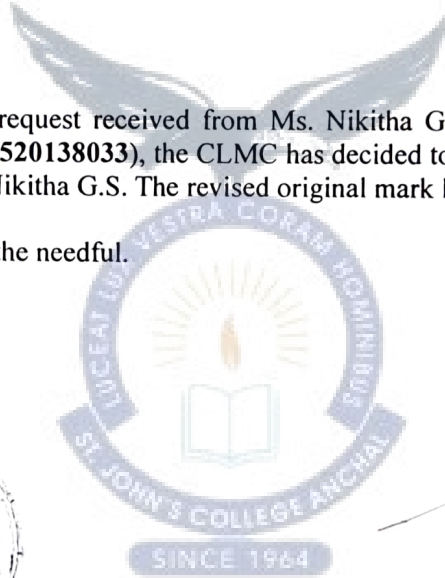 request received from Ms. Nikitha G
520138033), the CLMC has decided to
Nikitha G.S. The revised original mark
the needful.
LUCEAT LUX VESTRA CORAM HOMINIBUS
ST. JOHN'S COLLEGE ANCHAL
SINCE 1964